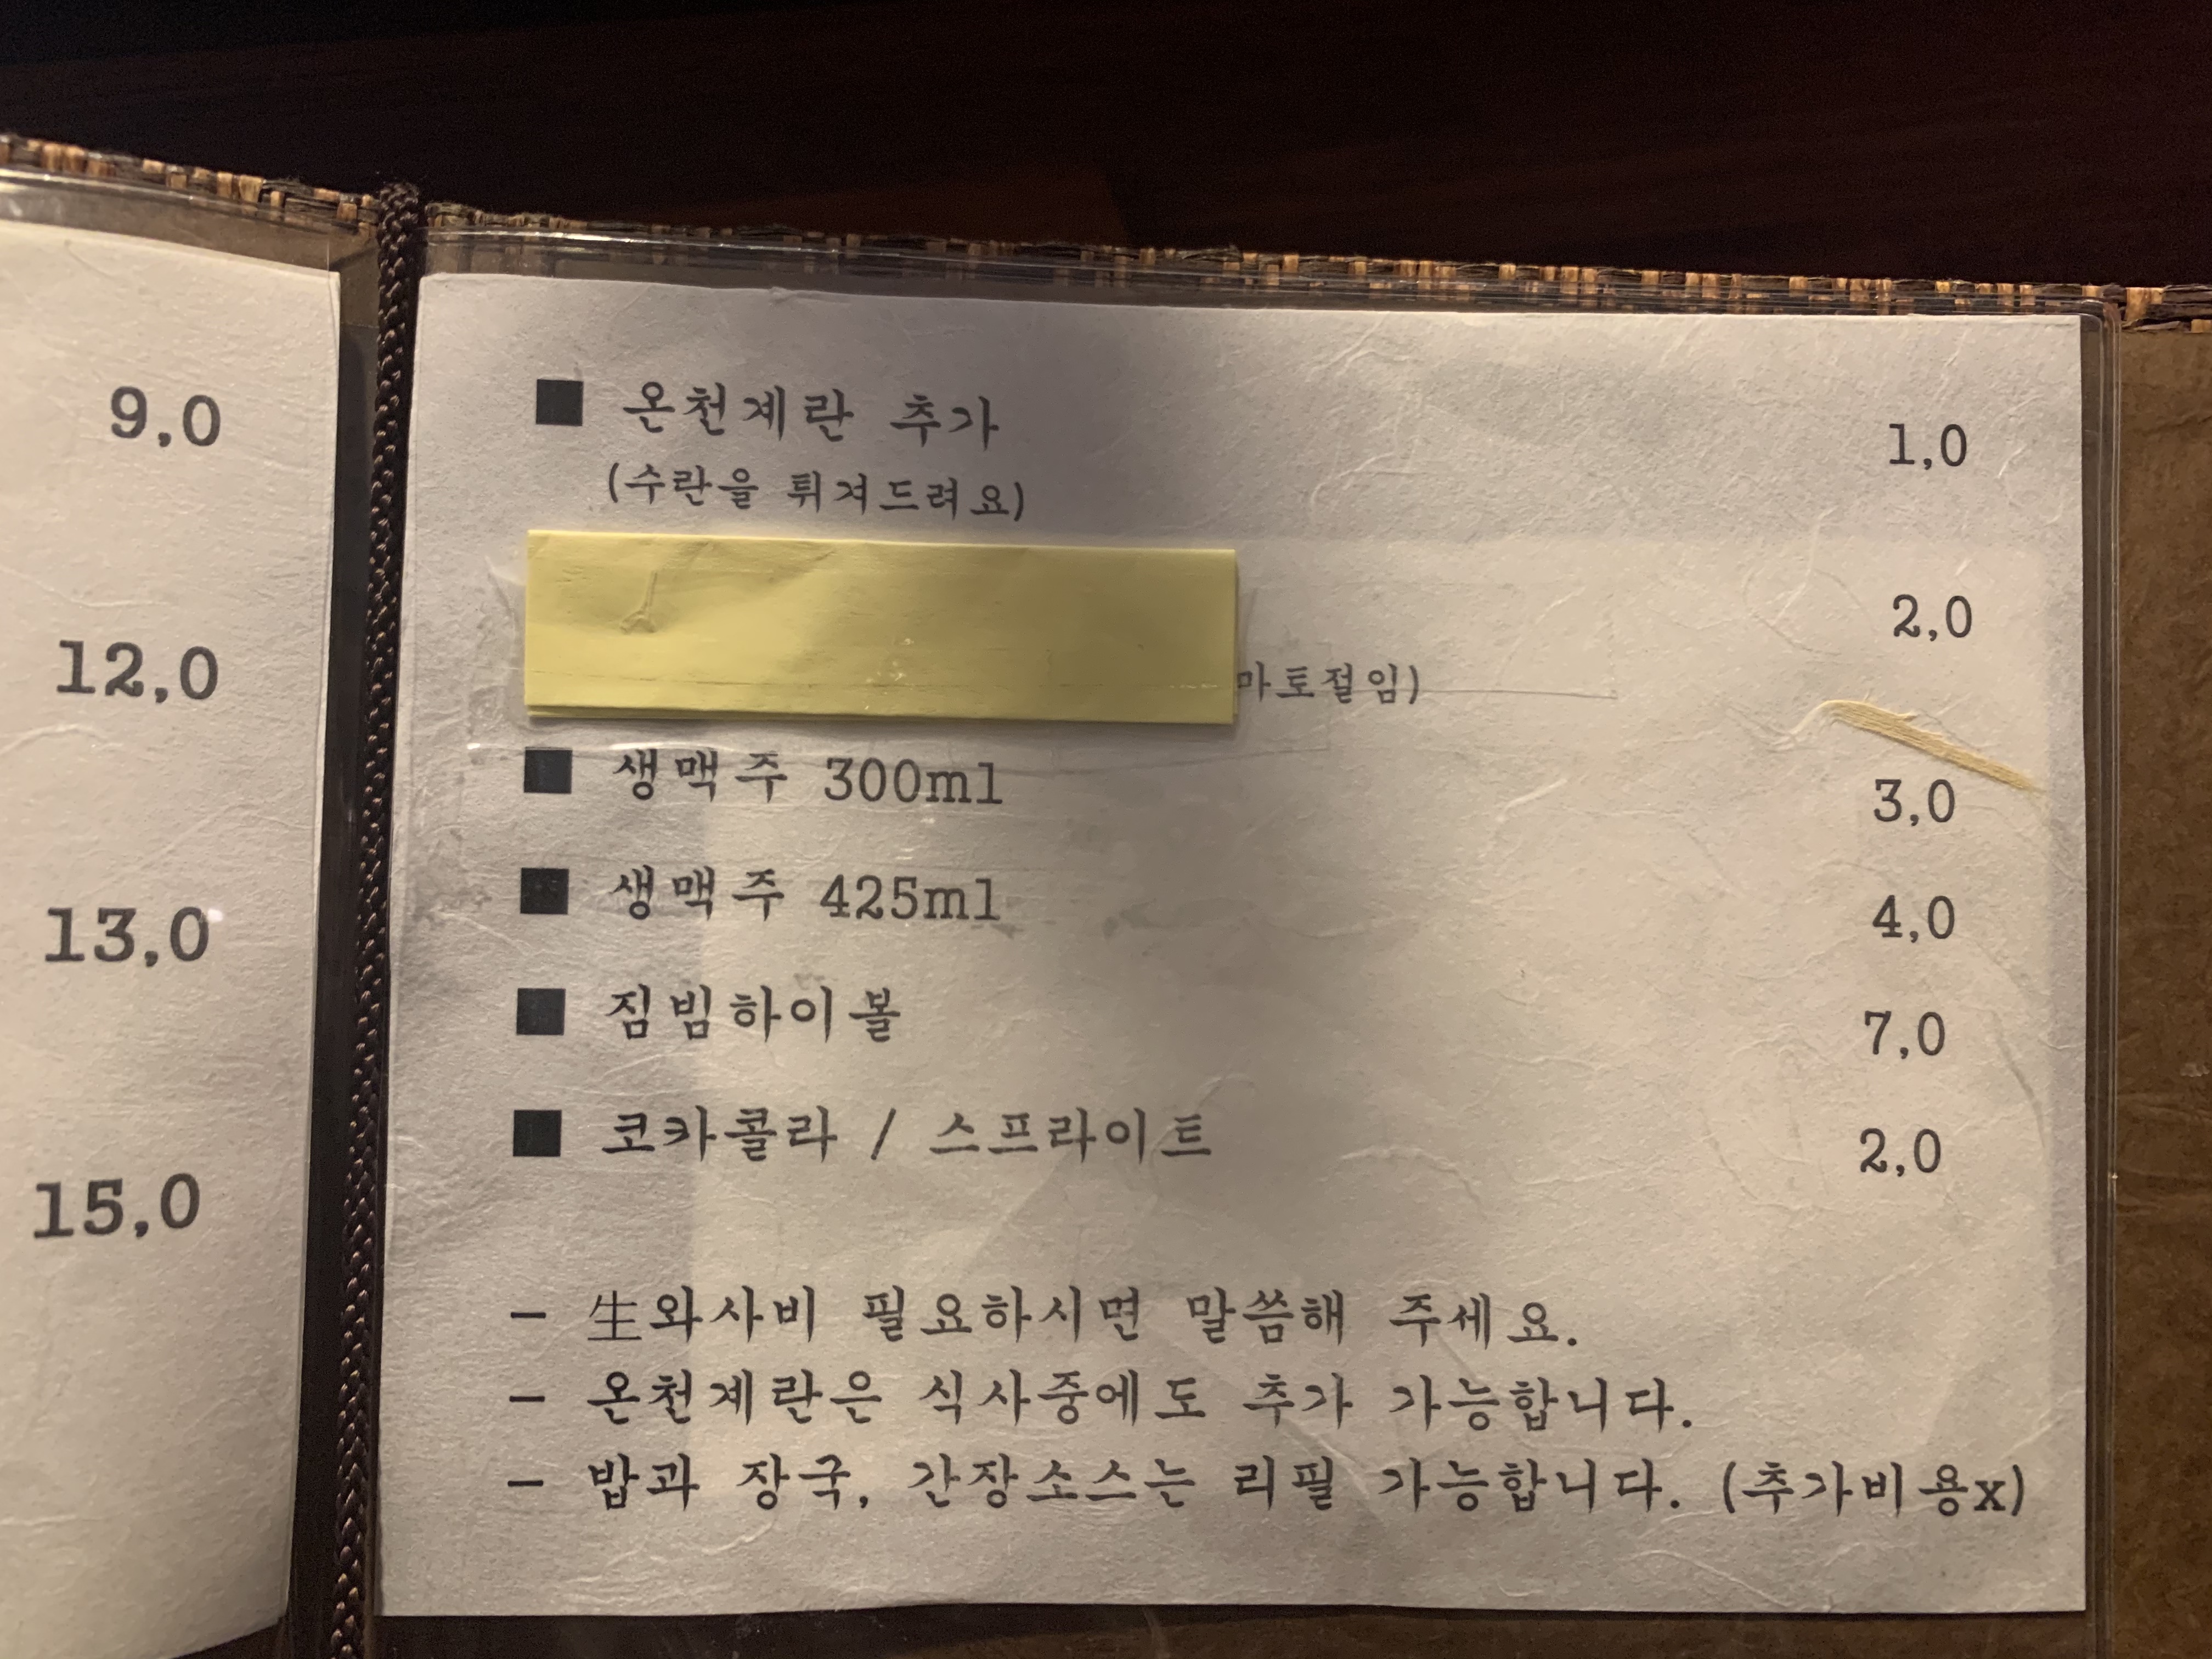 9,0
12,0
13,0
15,0
■ 온천계란 추가 1,0
(수란을 튀겨드려요)
2,0
마토절임)
■ 생맥주 300ml 3,0
■ 생맥주 425ml 4,0
■ 짐빔하이볼 7,0
■ 코카콜라 / 스프라이트 2,0
- 生와사비 필요하시면 말씀해 주세요.
- 온천계란은 식사중에도 추가 가능합니다.
- 밥과 장국, 간장소스는 리필 가능합니다. (추가비용x)